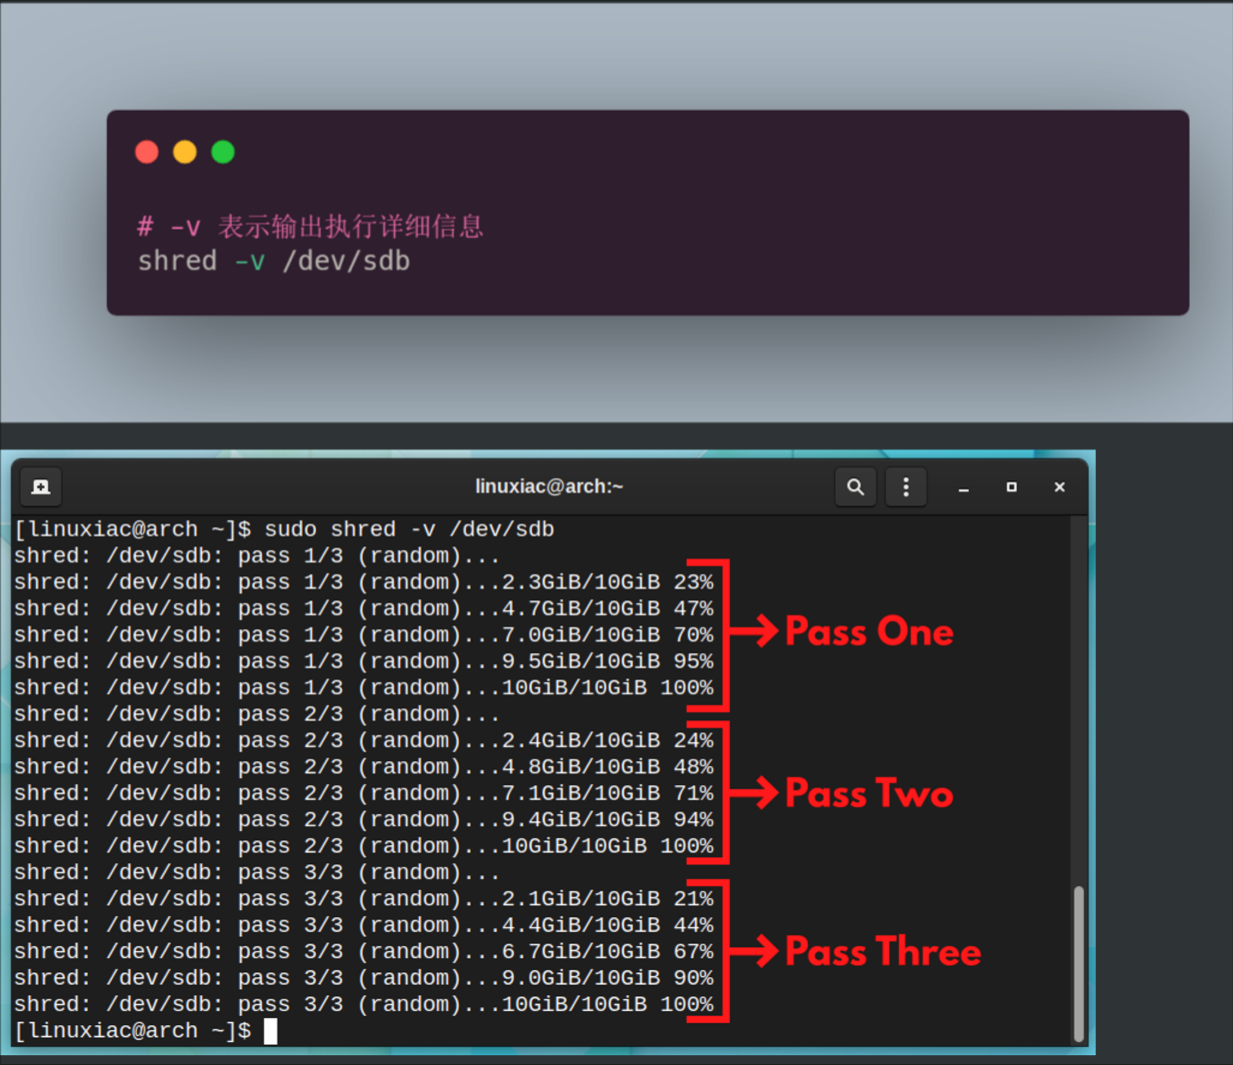 # -v 表示输出执行详细信息
shred -v /dev/sdb
linuxiac@arch:~
[linuxiac@arch ~]$ sudo shred -v /dev/sdb
shred: /dev/sdb: pass 1/3 (random)...
shred: /dev/sdb: pass 1/3 (random)...2.3GiB/10GiB 23%
shred: /dev/sdb: pass 1/3 (random)...4.7GiB/10GiB 47%
shred: /dev/sdb: pass 1/3 (random)...7.0GiB/10GiB 70%
Pass One
shred: /dev/sdb: pass 1/3 (random)...9.5GiB/10GiB 95%
shred: /dev/sdb: pass 1/3 (random)...10GiB/10GiB 100%
shred: /dev/sdb: pass 2/3 (random)...
shred: /dev/sdb: pass 2/3 (random)...2.4GiB/10GiB 24%
shred: /dev/sdb: pass 2/3 (random)...4.8GiB/10GiB 48%
shred: /dev/sdb: pass 2/3 (random)...7.1GiB/10GiB 71%
Pass Two
shred: /dev/sdb: pass 2/3 (random)...9.4GiB/10GiB 94%
shred: /dev/sdb: pass 2/3 (random)...10GiB/10GiB 100%
shred: /dev/sdb: pass 3/3 (random)...
shred: /dev/sdb: pass 3/3 (random)...2.1GiB/10GiB 21%
shred: /dev/sdb: pass 3/3 (random)...4.4GiB/10GiB 44%
shred: /dev/sdb: pass 3/3 (random)...6.7GiB/10GiB 67%
Pass Three
shred: /dev/sdb: pass 3/3 (random)...9.0GiB/10GiB 90%
shred: /dev/sdb: pass 3/3 (random)...10GiB/10GiB 100%
[linuxiac@arch ~]$